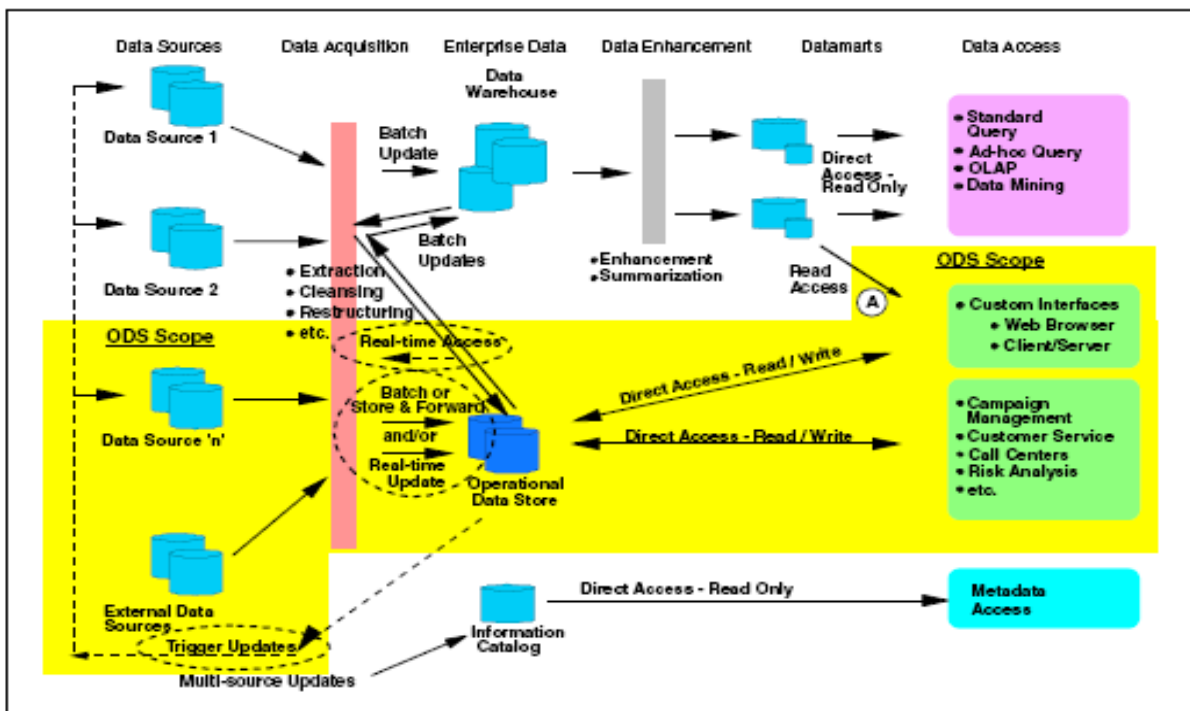 Data Sources
Data Acquisition
Enterprise Data
Data Enhancement
Datamarts
Data Access
Data
Warehouse
Data Source 1
Batch
Update
Direct
Access -
Read Only
• Standard
Query
• Ad-hoc Query
• OLAP
• Data Mining
Data Source 2
Batch
Updates
• Extraction
• Cleansing
• Restructuring
• etc.
• Enhancement
• Summarization
Read
Access
A
ODS Scope
• Custom Interfaces
• Web Browser
• Client/Server
ODS Scope
Real-time Access
Data Source 'n'
Batch or
Store & Forward
and/or
Real-time
Update
Operational
Data Store
Direct Access - Read / Write
Direct Access - Read / Write
• Campaign
Management
• Customer Service
• Call Centers
• Risk Analysis
• etc.
External Data
Sources
Trigger Updates
Multi-source Updates
Information
Catalog
Direct Access - Read Only
Metadata
Access